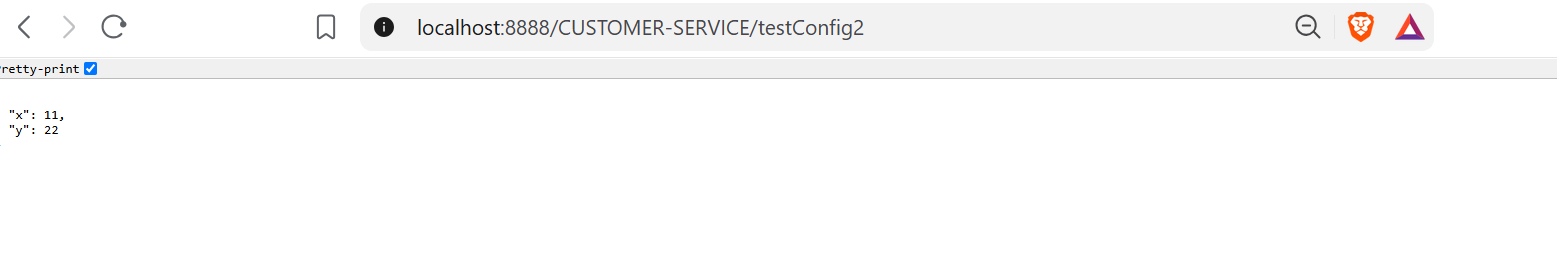 localhost:8888/CUSTOMER-SERVICE/testConfig2
retty-print
"x": 11,
"y": 22